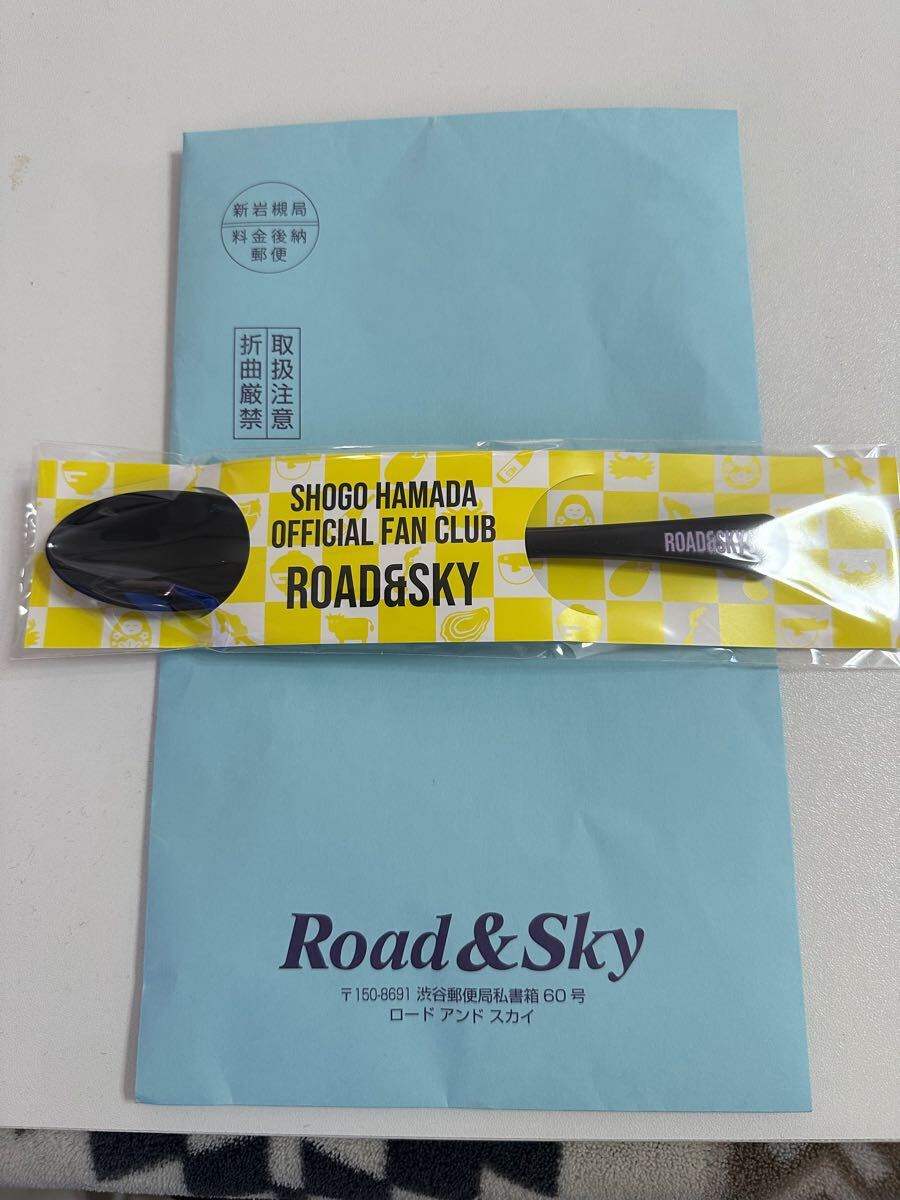 新岩槻局
料金後納
郵便
取扱注意
折曲厳禁
SHOGO HAMADA
OFFICIAL FAN CLUB
ROAD&SKY
ROAD&SKY
Road & Sky
〒150-8691 渋谷郵便局私書箱 60 号
ロード アンド スカイ